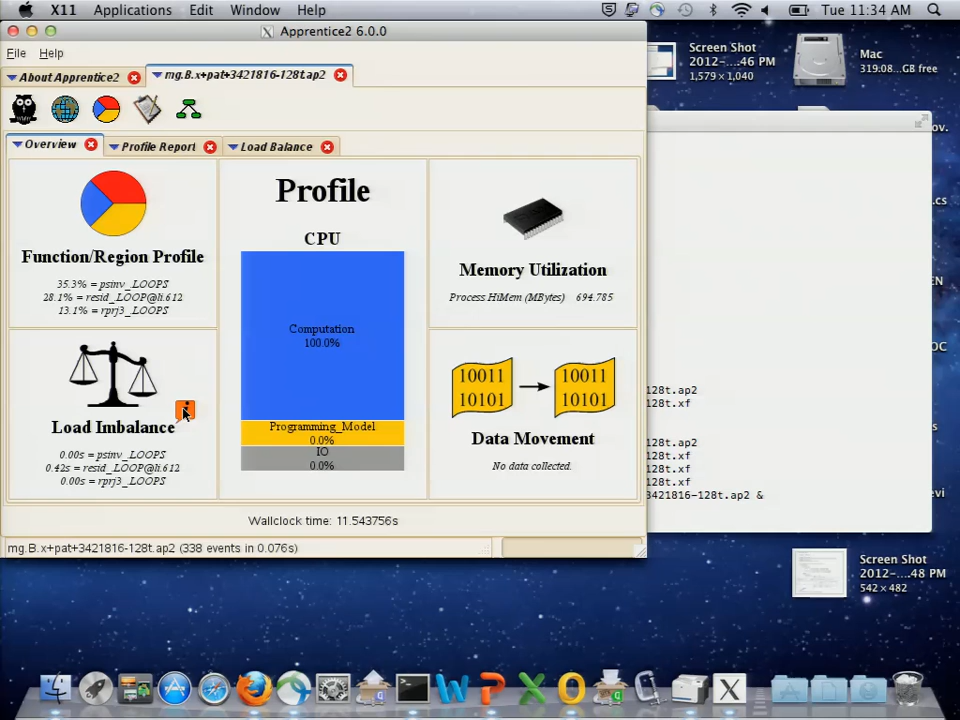 X11 Applications Edit Window Help
Tue 11:34 AM
Apprentice2 6.0.0
File Help
About Apprentice2
mg.B.x+pat+3421816-128t.ap2
Overview
Profile Report
Load Balance
Function/Region Profile
35.3% = psinv_LOOPS
28.1% = resid_LOOP@li.612
13.1% = rprj3_LOOPS
Load Imbalance
0.00s = psinv_LOOPS
0.42s = resid_LOOP@li.612
0.00s = rprj3_LOOPS
Profile
CPU
Computation
100.0%
Programming_Model
0.0%
IO
0.0%
Memory Utilization
Process HiMem (MBytes) 694.785
10011
10101
10011
10101
Data Movement
No data collected.
Wallclock time: 11.543756s
mg.B.x+pat+3421816-128t.ap2 (338 events in 0.076s)
Screen Shot
2012-....46 PM
1,579 × 1,040
Mac
319.08...GB free
ov.
.cs
EN
OC
evi
128t.ap2
128t.xf
128t.ap2
128t.xf
128t.xf
3421816-128t.ap2 &
Screen Shot
2012-....48 PM
542 × 482